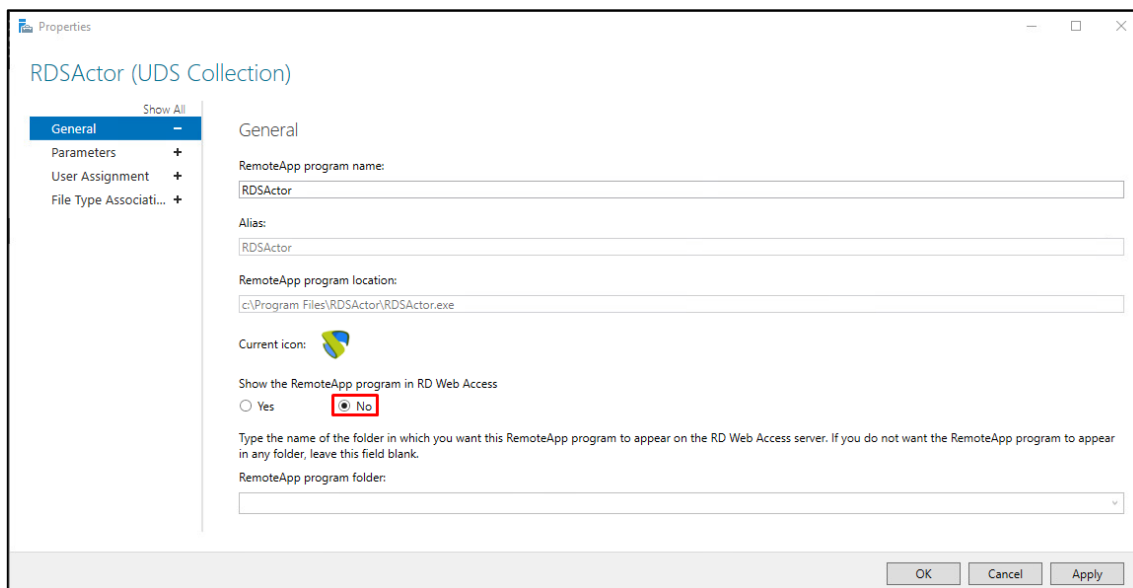 Properties
RDSActor (UDS Collection)
Show All
General
Parameters
User Assignment
File Type Associati...
General
RemoteApp program name:
RDSActor
Alias:
RDSActor
RemoteApp program location:
c:\Program Files\RDSActor\RDSActor.exe
Current icon:
Show the RemoteApp program in RD Web Access
Yes No
Type the name of the folder in which you want this RemoteApp program to appear on the RD Web Access server. If you do not want the RemoteApp program to appear
in any folder, leave this field blank.
RemoteApp program folder:
OK Cancel Apply